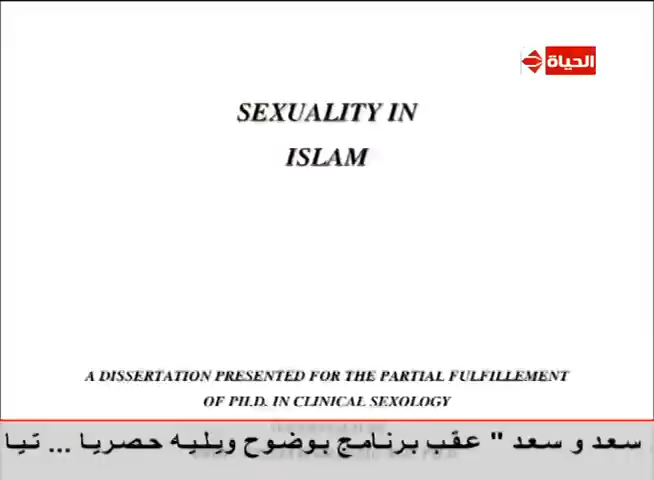 الحياة
SEXUALITY IN
ISLAM
A DISSERTATION PRESENTED FOR THE PARTIAL FULFILLEMENT
OF PH.D. IN CLINICAL SEXOLOGY
سعد و سعد " عقب برنامج بوضوح ويليه حصريا ... تيا